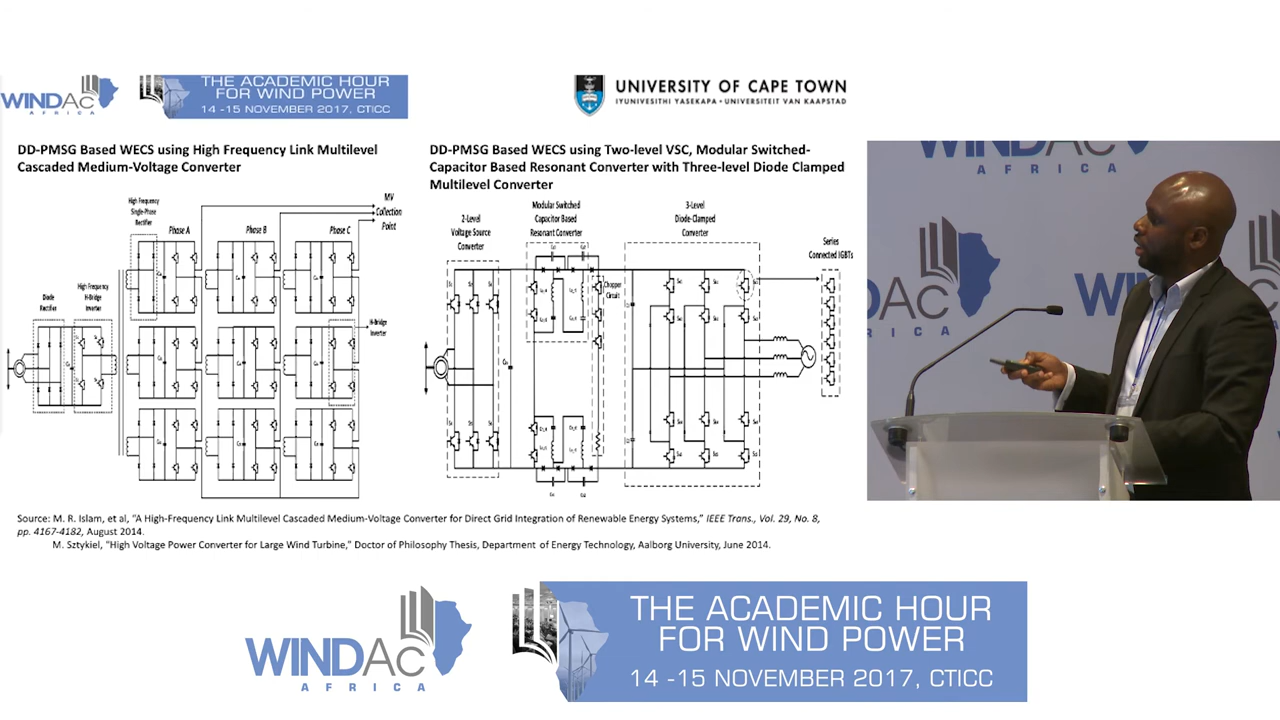 WINDAC
AFRICA
THE ACADEMIC HOUR
FOR WIND POWER
14 -15 NOVEMBER 2017, CTICC
UNIVERSITY OF CAPE TOWN
IYUNIVESITHI YASEKAPA • UNIVERSITEIT VAN KAAPSTAD
DD-PMSG Based WECS using High Frequency Link Multilevel
Cascaded Medium-Voltage Converter
High Frequency
Single-Phase
Rectifier
Phase A
Phase B
Phase C
MV
Collection
Point
Diode
Rectifier
High Frequency
H-Bridge
Inverter
H-Bridge
Inverter
DD-PMSG Based WECS using Two-level VSC, Modular Switched-
Capacitor Based Resonant Converter with Three-level Diode Clamped
Multilevel Converter
2-Level
Voltage Source
Converter
Modular Switched
Capacitor Based
Resonant Converter
Chopper
Circuit
3-Level
Diode-Clamped
Converter
Series
Connected IGBTs
Source: M. R. Islam, et al, “A High-Frequency Link Multilevel Cascaded Medium-Voltage Converter for Direct Grid Integration of Renewable Energy Systems,” IEEE Trans., Vol. 29, No. 8,
pp. 4167-4182, August 2014.
M. Sztykiel, "High Voltage Power Converter for Large Wind Turbine," Doctor of Philosophy Thesis, Department of Energy Technology, Aalborg University, June 2014.
WINDAC
AFRICA
WINDAC
AFRICA
THE ACADEMIC HOUR
FOR WIND POWER
14 -15 NOVEMBER 2017, CTICC